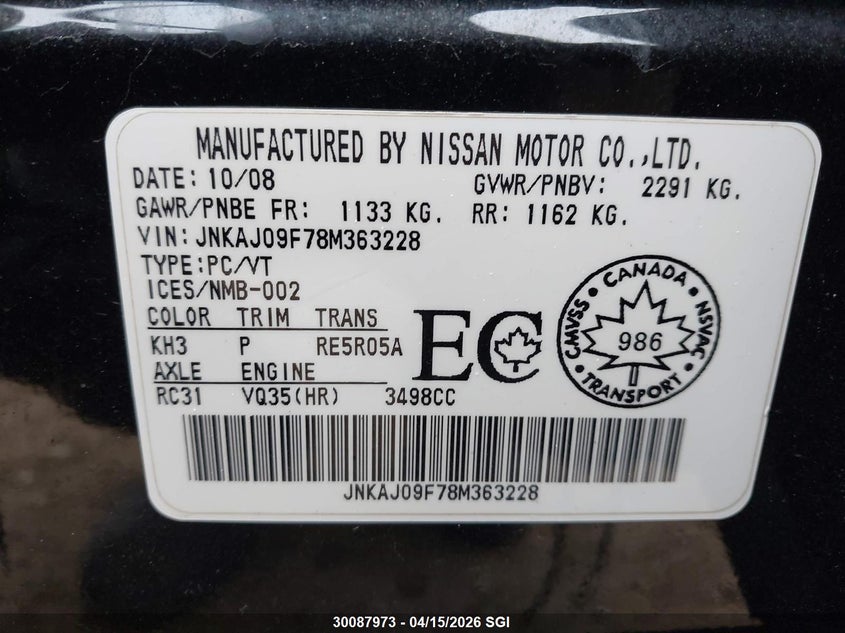 MANUFACTURED BY NISSAN MOTOR CO.,LTD.
DATE: 10/08 GVWR/PNBV: 2291 KG.
GAWR/PNBE FR: 1133 KG. RR: 1162 KG.
VIN: JNKAJ09F78M363228
TYPE:PC/VT
ICES/NMB-002
COLOR TRIM TRANS
KH3 P RE5R05A
AXLE ENGINE
RC31 VQ35(HR) 3498CC
EC
CANADA
CMVSS NSVAC
986
TRANSPORT
JNKAJ09F78M363228
30087973 - 04/15/2026 SGI